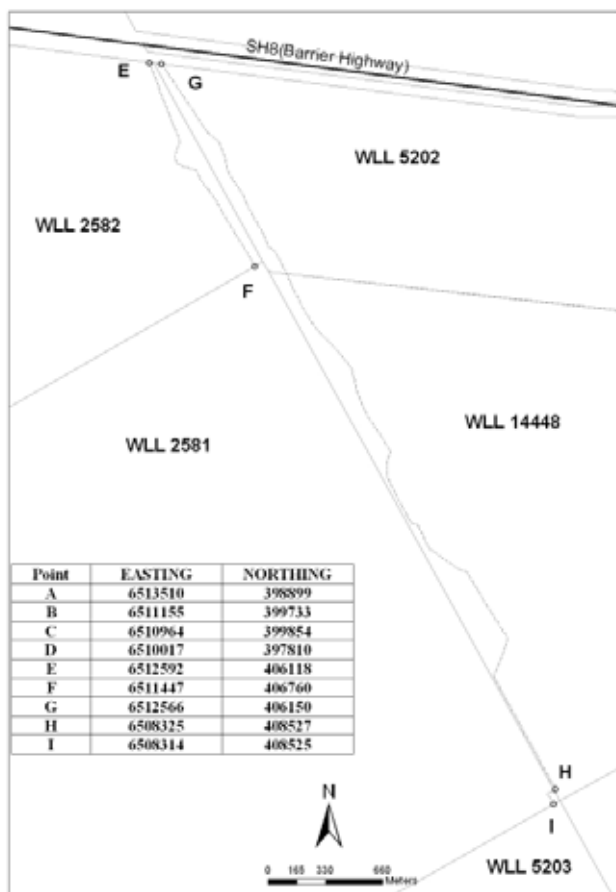 SH8(Barrier Highway)
E
G
WLL 5202
WLL 2582
F
WLL 14448
WLL 2581
Point EASTING NORTHING
A 6513510 398899
B 6511155 399733
C 6510964 399854
D 6510017 397810
E 6512592 406118
F 6511447 406760
G 6512566 406150
H 6508325 408527
I 6508314 408525
H
N
I
0 165 330 660
Meters
WLL 5203